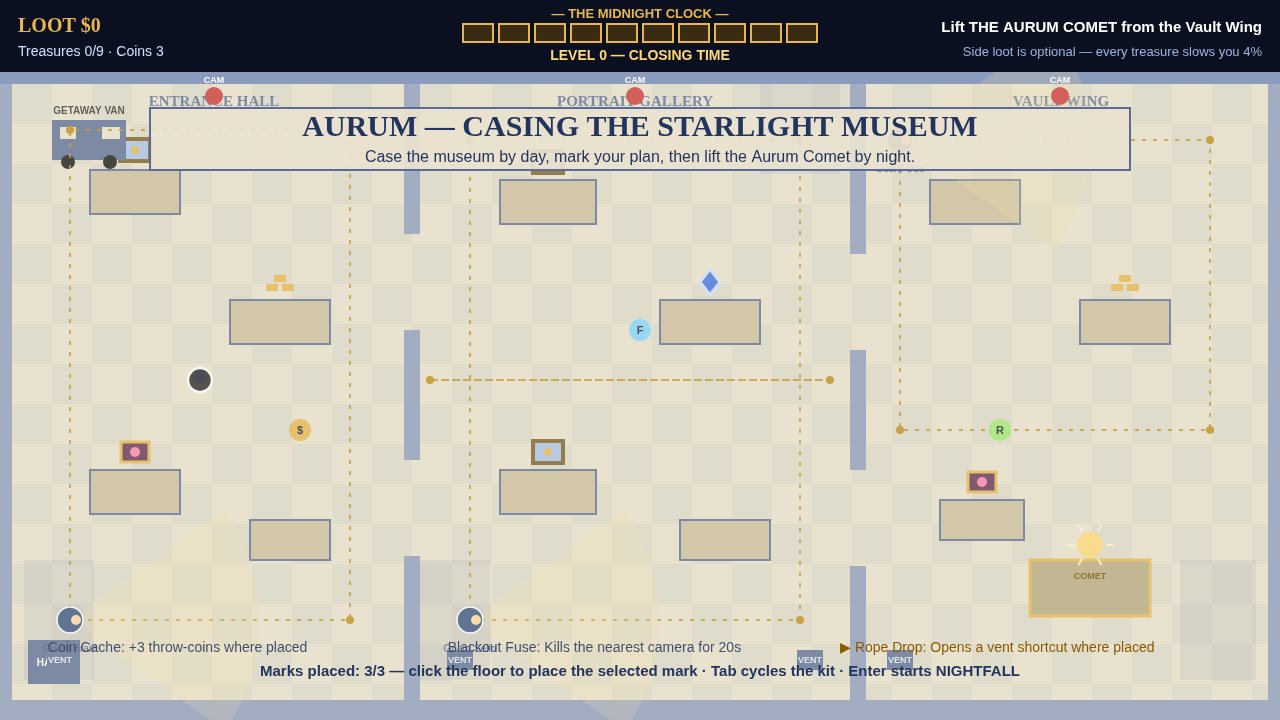 LOOT $0
Treasures 0/9 · Coins 3
— THE MIDNIGHT CLOCK —
LEVEL 0 — CLOSING TIME
Lift THE AURUM COMET from the Vault Wing
Side loot is optional — every treasure slows you 4%
CAM
CAM
CAM
ENTRANCE HALL
PORTRAIT GALLERY
VAULT WING
GETAWAY VAN
AURUM — CASING THE STARLIGHT MUSEUM
Case the museum by day, mark your plan, then lift the Aurum Comet by night.
F
$
R
COMET
Coin Cache: +3 throw-coins where placed
Blackout Fuse: Kills the nearest camera for 20s
▶ Rope Drop: Opens a vent shortcut where placed
VENT
VENT
VENT
VENT
Marks placed: 3/3 — click the floor to place the selected mark · Tab cycles the kit · Enter starts NIGHTFALL